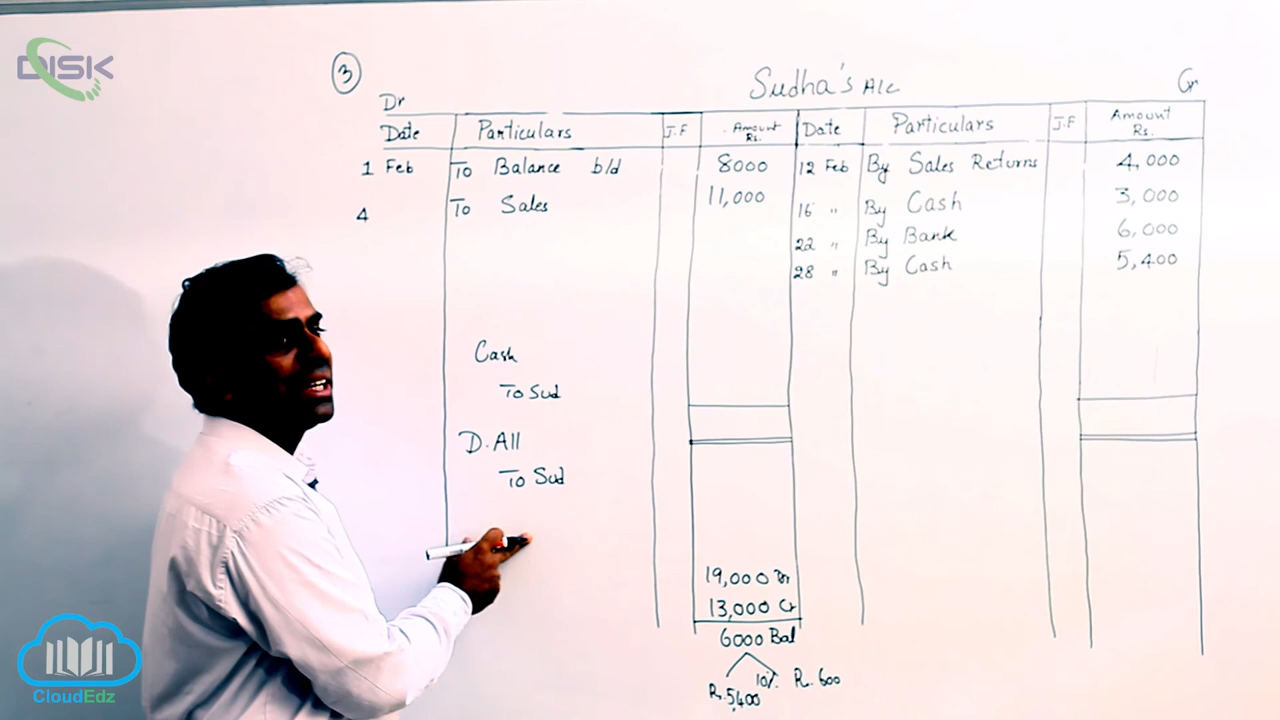 DISK
3
Sudha's A/c
Dr
Cr
Date Particulars J.F Amount Rs. Date Particulars J.F Amount Rs.
1 Feb To Balance b/d 8000 12 Feb By Sales Returns 4,000
4 To Sales 11,000 16 " By Cash 3,000
22 " By Bank 6,000
28 " By Cash 5,400
Cash
To Sud
D. All
To Sud
19,000 Dr
13,000 Cr
6000 Bal
10% R. 600
R. 5,400
CloudEdz